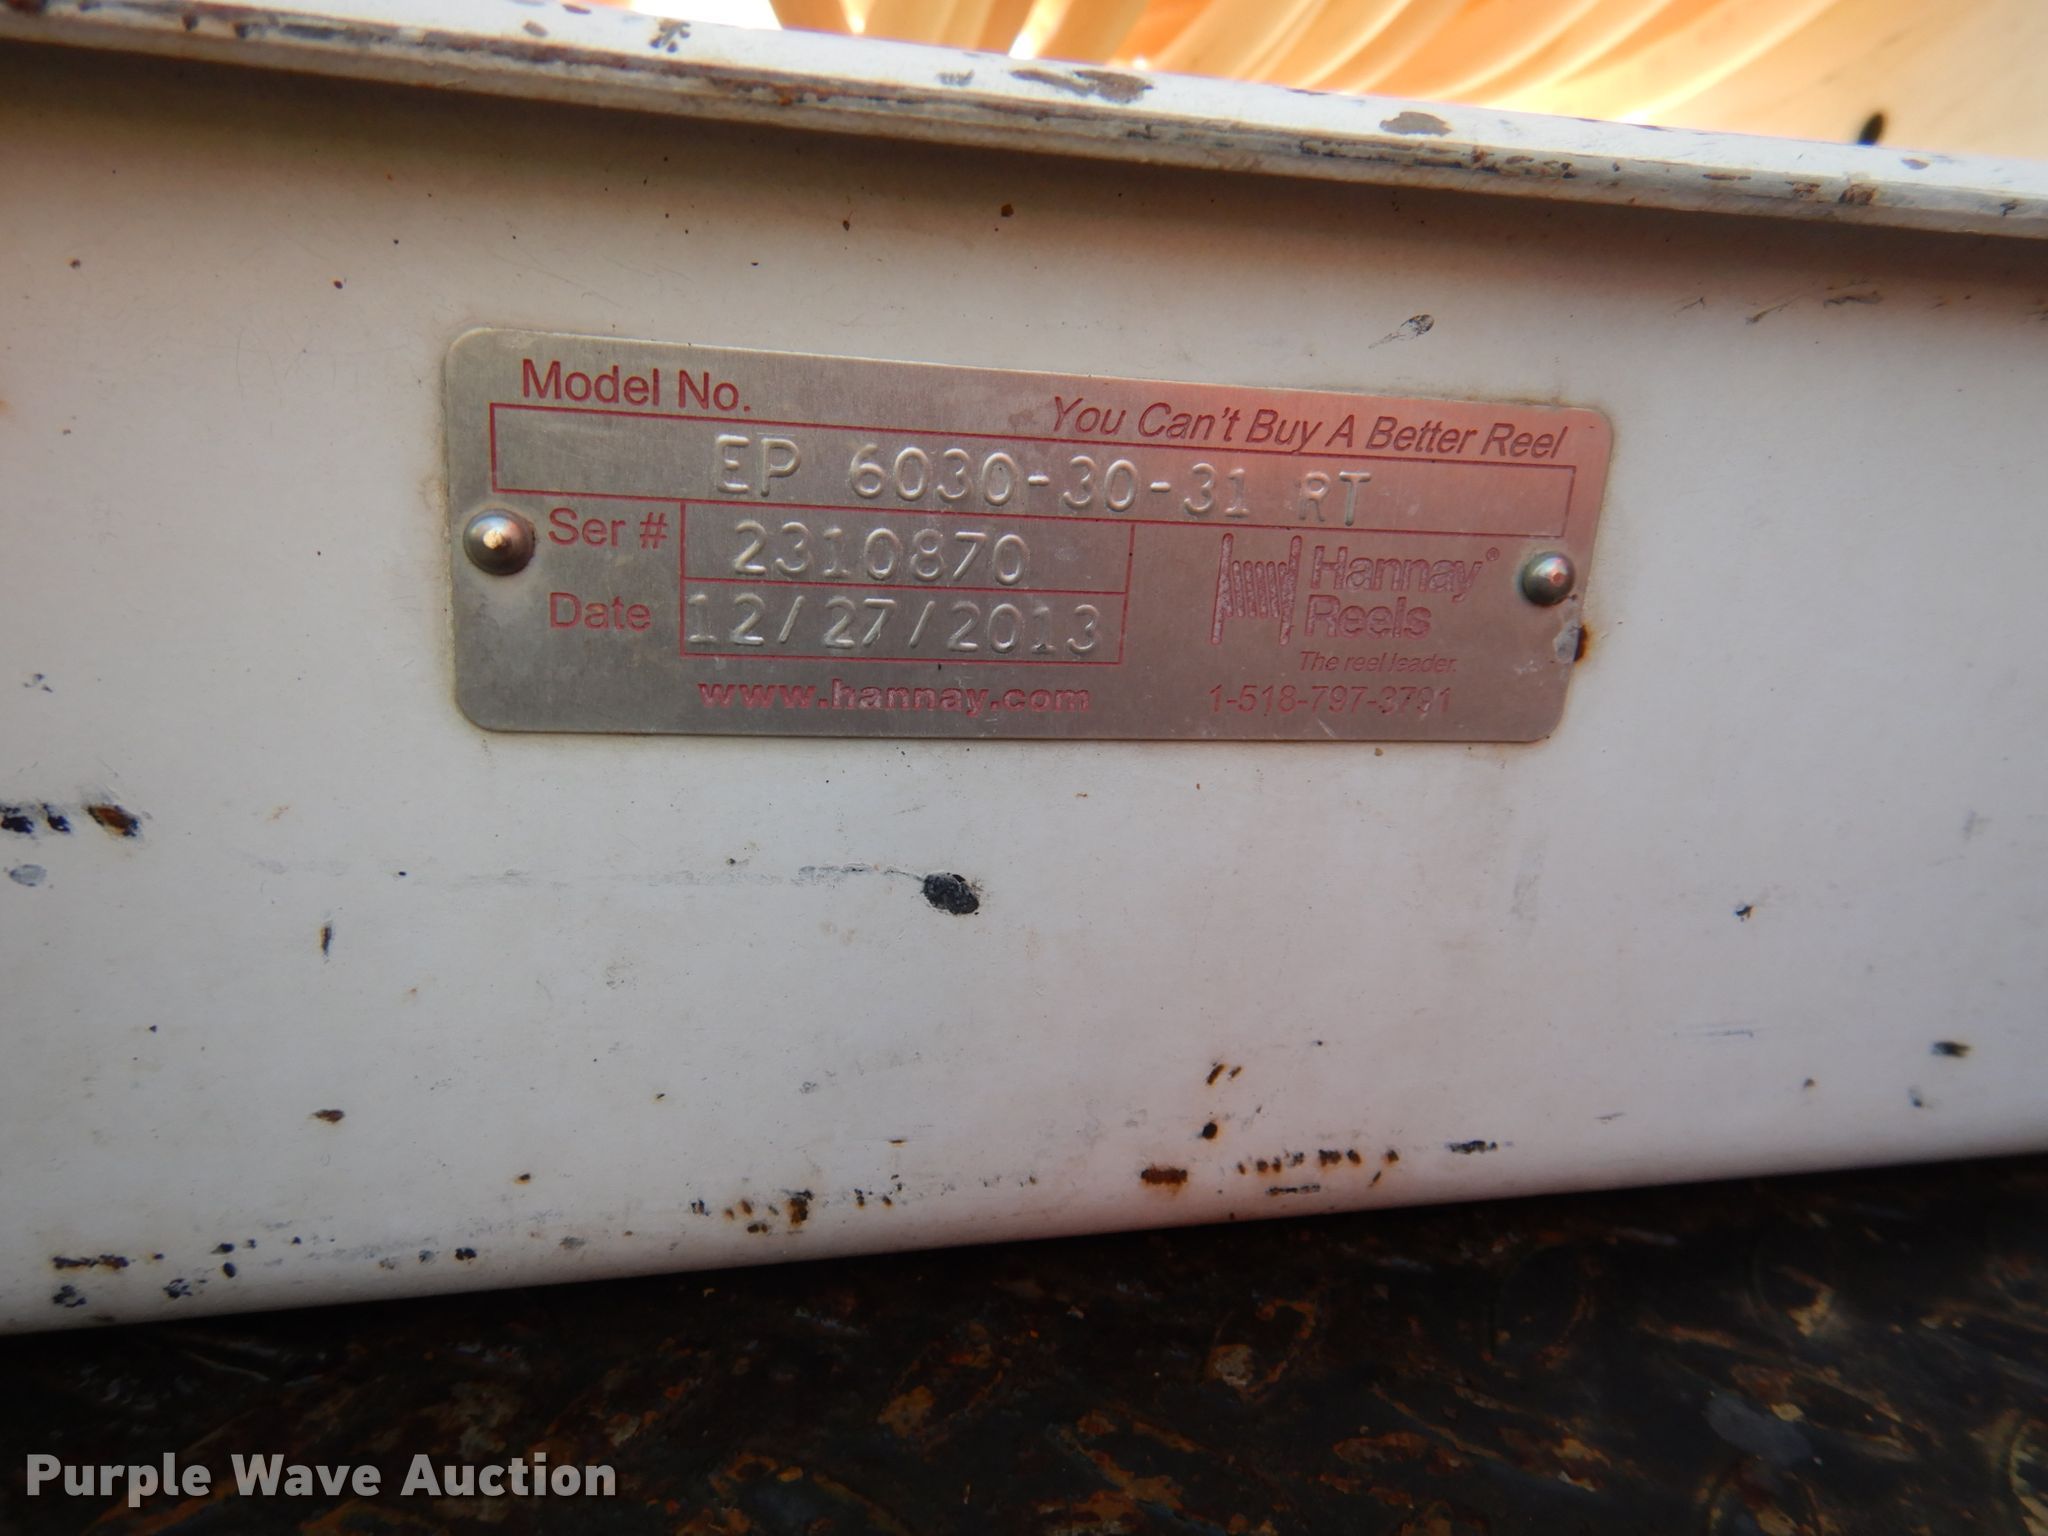 Model No.
You Can't Buy A Better Reel
EP 6030-30-31 RT
Ser # 2310870
Date 12/27/2013
Hannay®
Reels
The reel leader.
www.hannay.com
1-518-797-3791
Purple Wave Auction